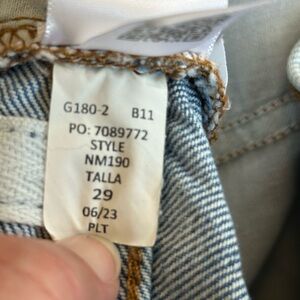 G180-2 B11
PO: 7089772
STYLE
NM190
TALLA
29
06/23
PLT